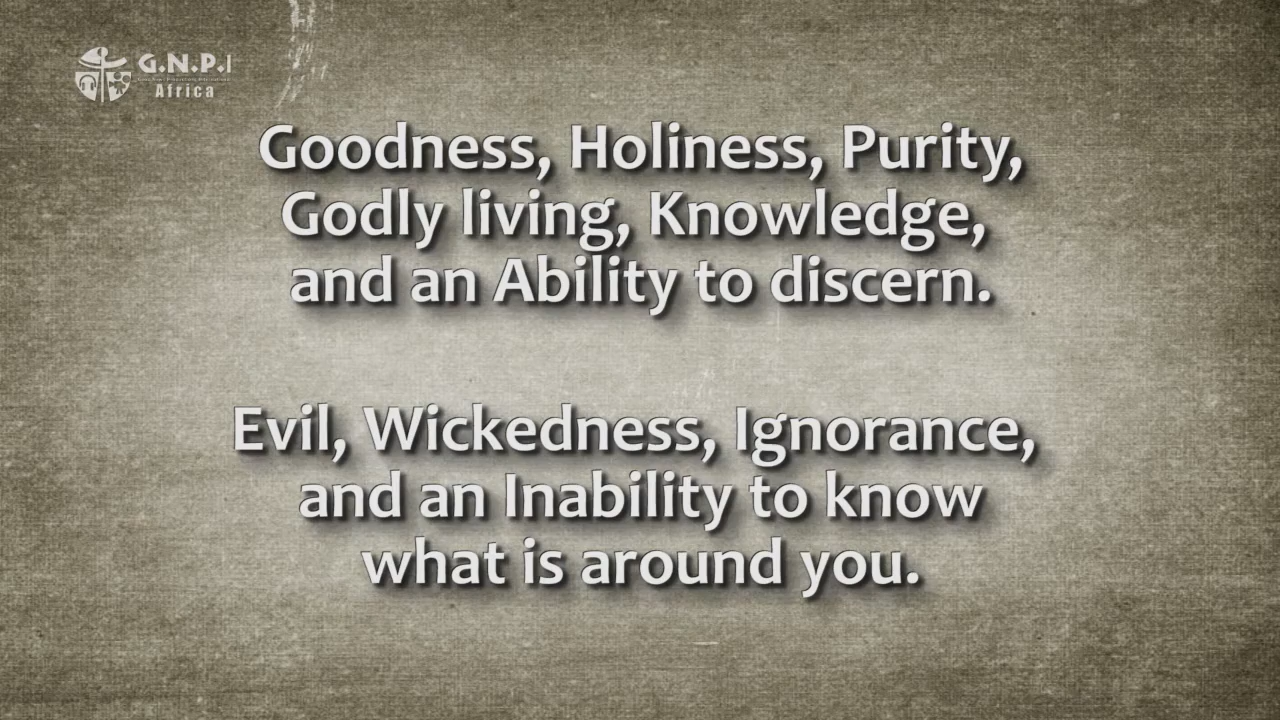 G.N.P.I
Africa
Goodness, Holiness, Purity,
Godly living, Knowledge,
and an Ability to discern.
Evil, Wickedness, Ignorance,
and an Inability to know
what is around you.